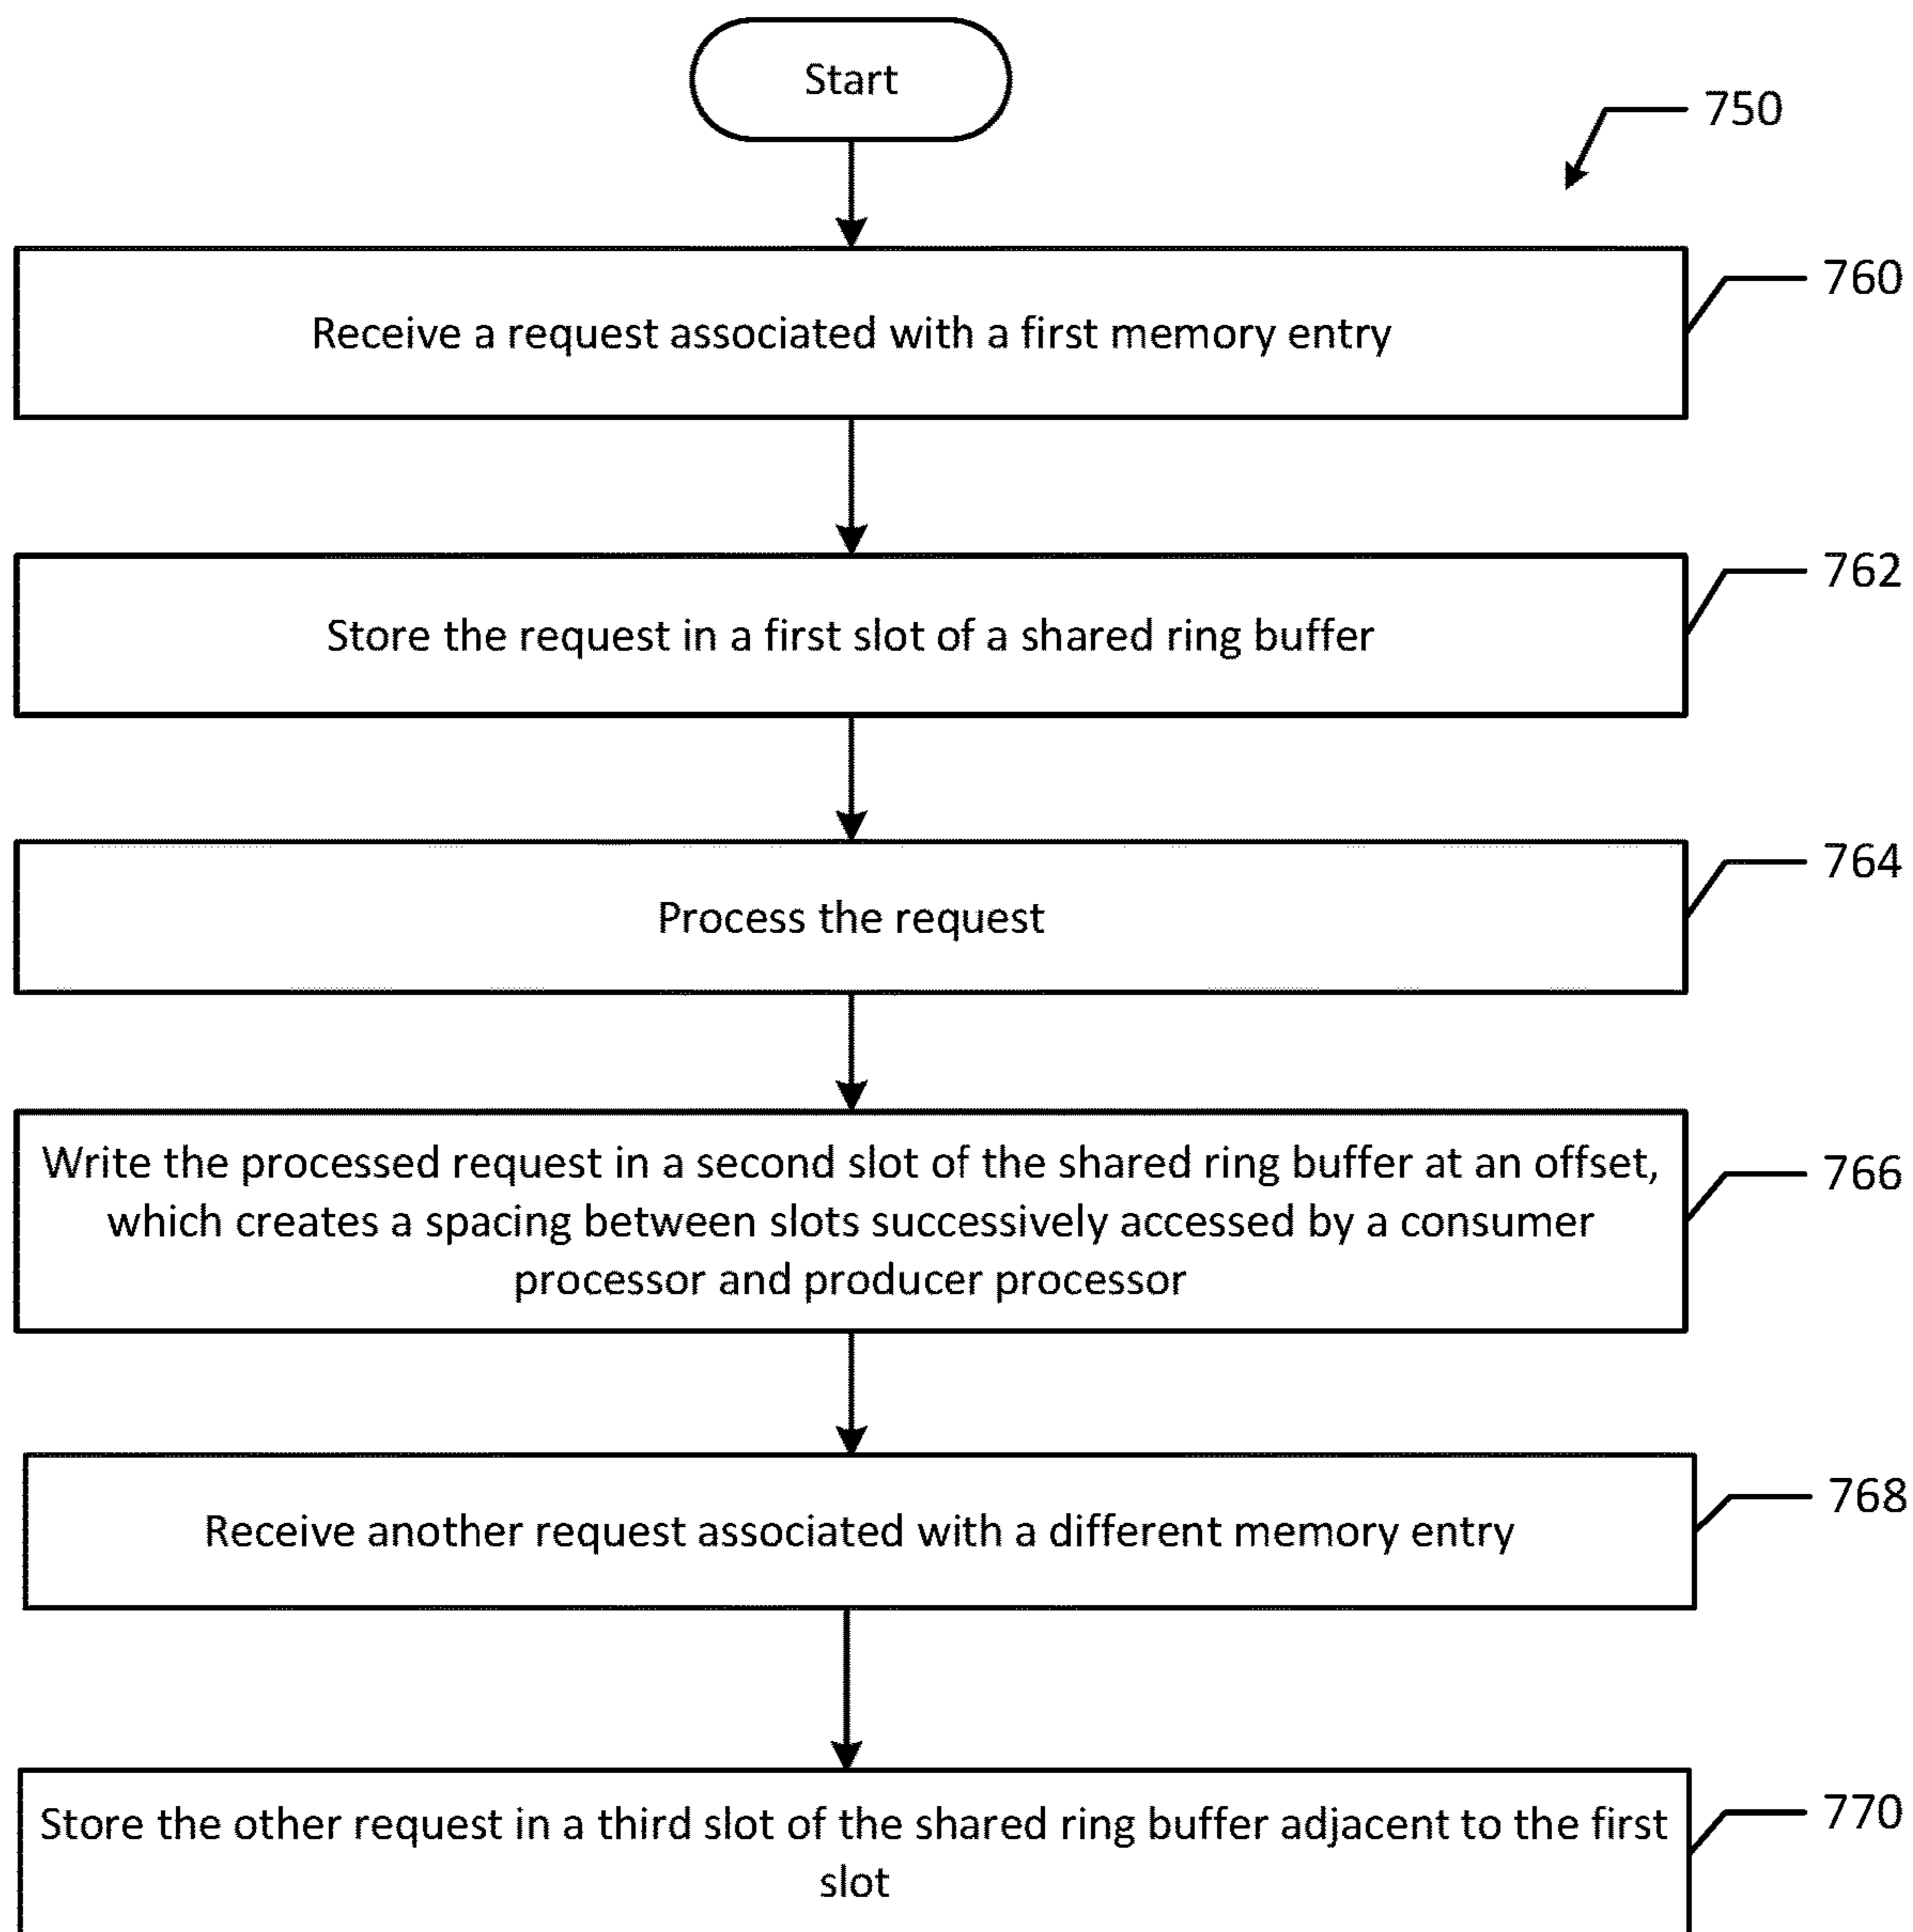 Start
750
Receive a request associated with a first memory entry
760
Store the request in a first slot of a shared ring buffer
762
Process the request
764
Write the processed request in a second slot of the shared ring buffer at an offset,
which creates a spacing between slots successively accessed by a consumer
processor and producer processor
766
Receive another request associated with a different memory entry
768
Store the other request in a third slot of the shared ring buffer adjacent to the first
slot
770